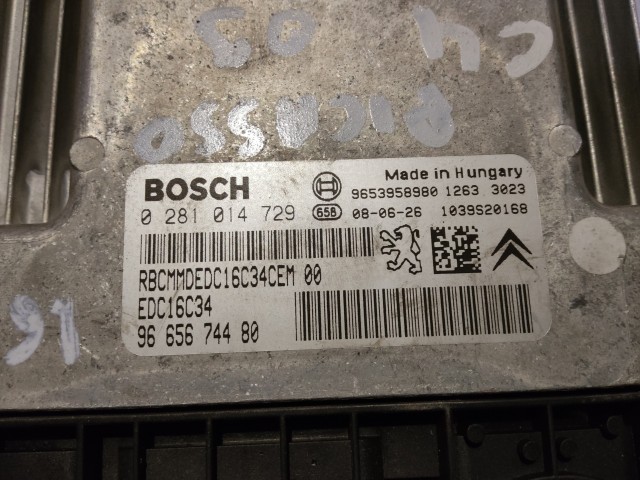 C4 05
PICASSO
BOSCH
Made in Hungary
9653958980 1263 3023
0 281 014 729 658 08-06-26 1039S20168
RBCMMDEDC16C34CEM 00
EDC16C34
96 656 744 80
16